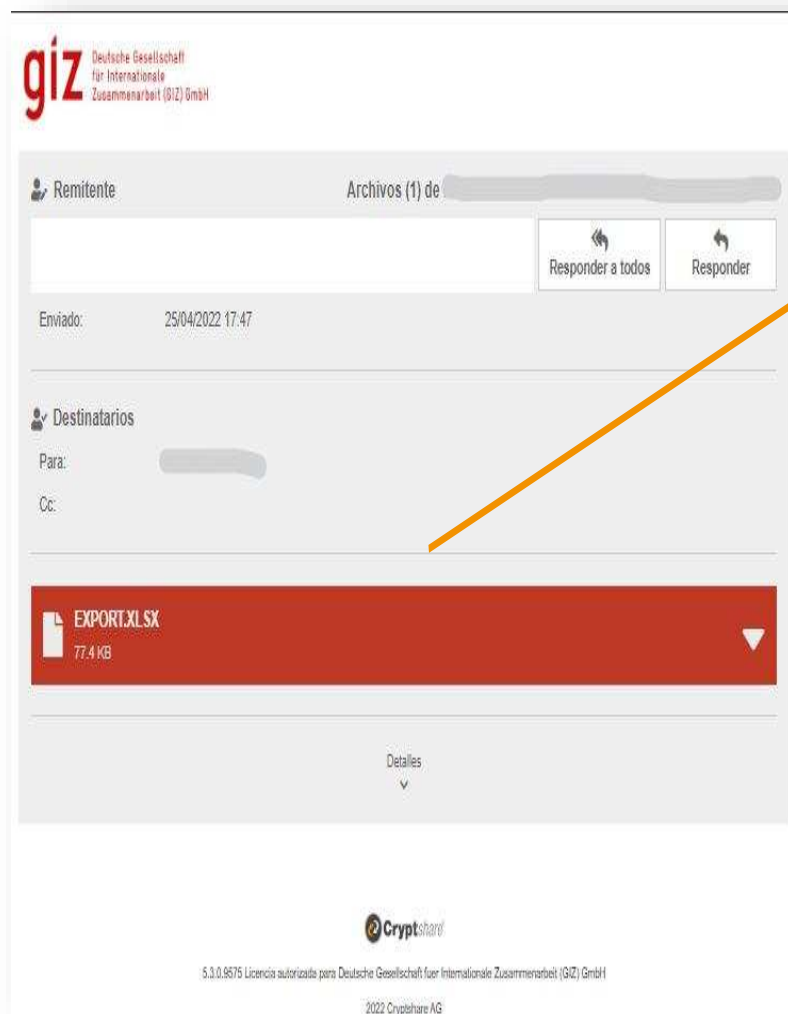 giz
Deutsche Gesellschaft
für Internationale
Zusammenarbeit (GIZ) GmbH
Remitente
Archivos (1) de
Responder a todos
Responder
Enviado: 25/04/2022 17:47
Destinatarios
Para:
Cc:
EXPORT.XLSX
77.4 KB
Detalles
Cryptshare
5.3.0.9575 Licencia autorizada para Deutsche Gesellschaft fuer Internationale Zusammenarbeit (GIZ) GmbH
2022 Cryptshare AG